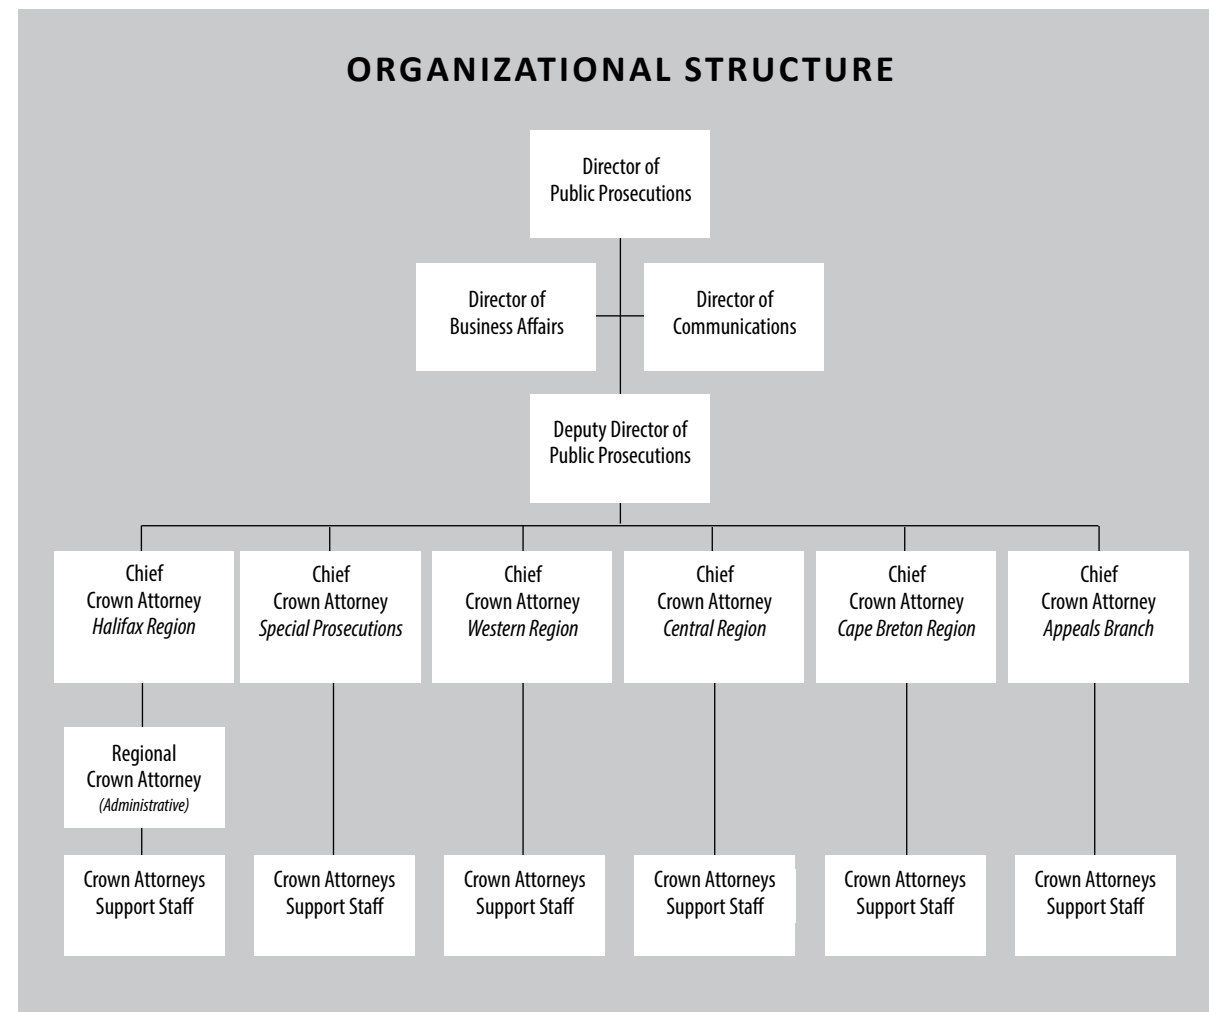 ORGANIZATIONAL STRUCTURE
Director of
Public Prosecutions
Director of
Business Affairs
Director of
Communications
Deputy Director of
Public Prosecutions
Chief
Crown Attorney
Halifax Region
Chief
Crown Attorney
Special Prosecutions
Chief
Crown Attorney
Western Region
Chief
Crown Attorney
Central Region
Chief
Crown Attorney
Cape Breton Region
Chief
Crown Attorney
Appeals Branch
Regional
Crown Attorney
(Administrative)
Crown Attorneys
Support Staff
Crown Attorneys
Support Staff
Crown Attorneys
Support Staff
Crown Attorneys
Support Staff
Crown Attorneys
Support Staff
Crown Attorneys
Support Staff